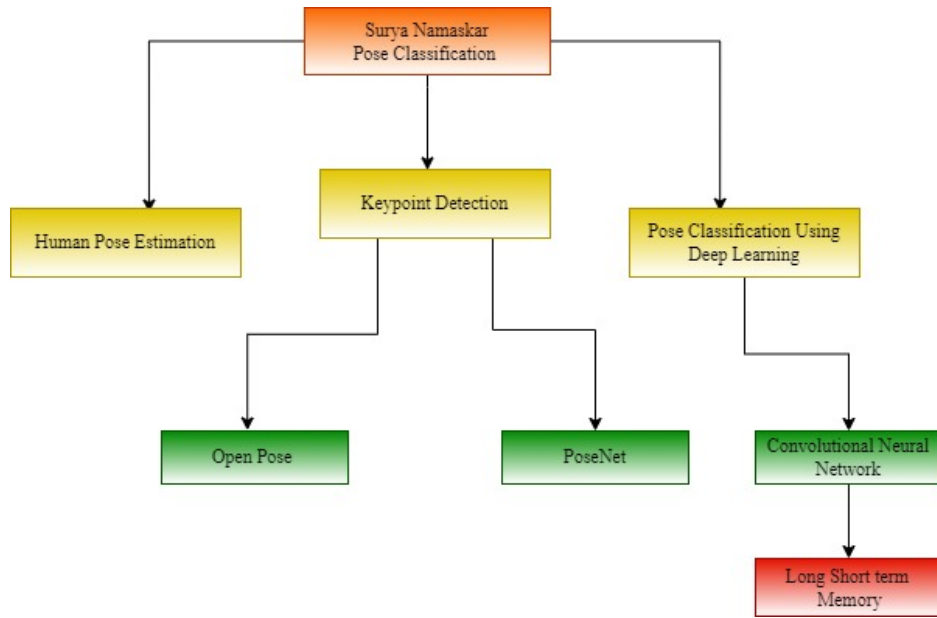 Surya Namaskar
Pose Classification
Keypoint Detection
Human Pose Estimation
Pose Classification Using
Deep Learning
Open Pose
PoseNet
Convolutional Neural
Network
Long Short term
Memory